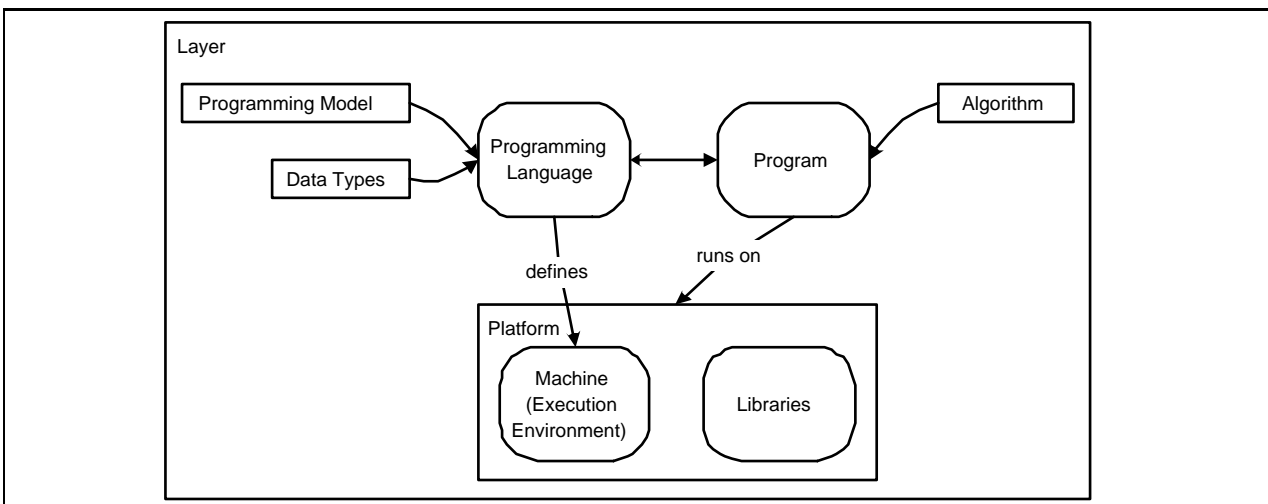 Layer
Programming Model
Algorithm
Programming
Language
Program
Data Types
defines
runs on
Platform
Machine
(Execution
Environment)
Libraries